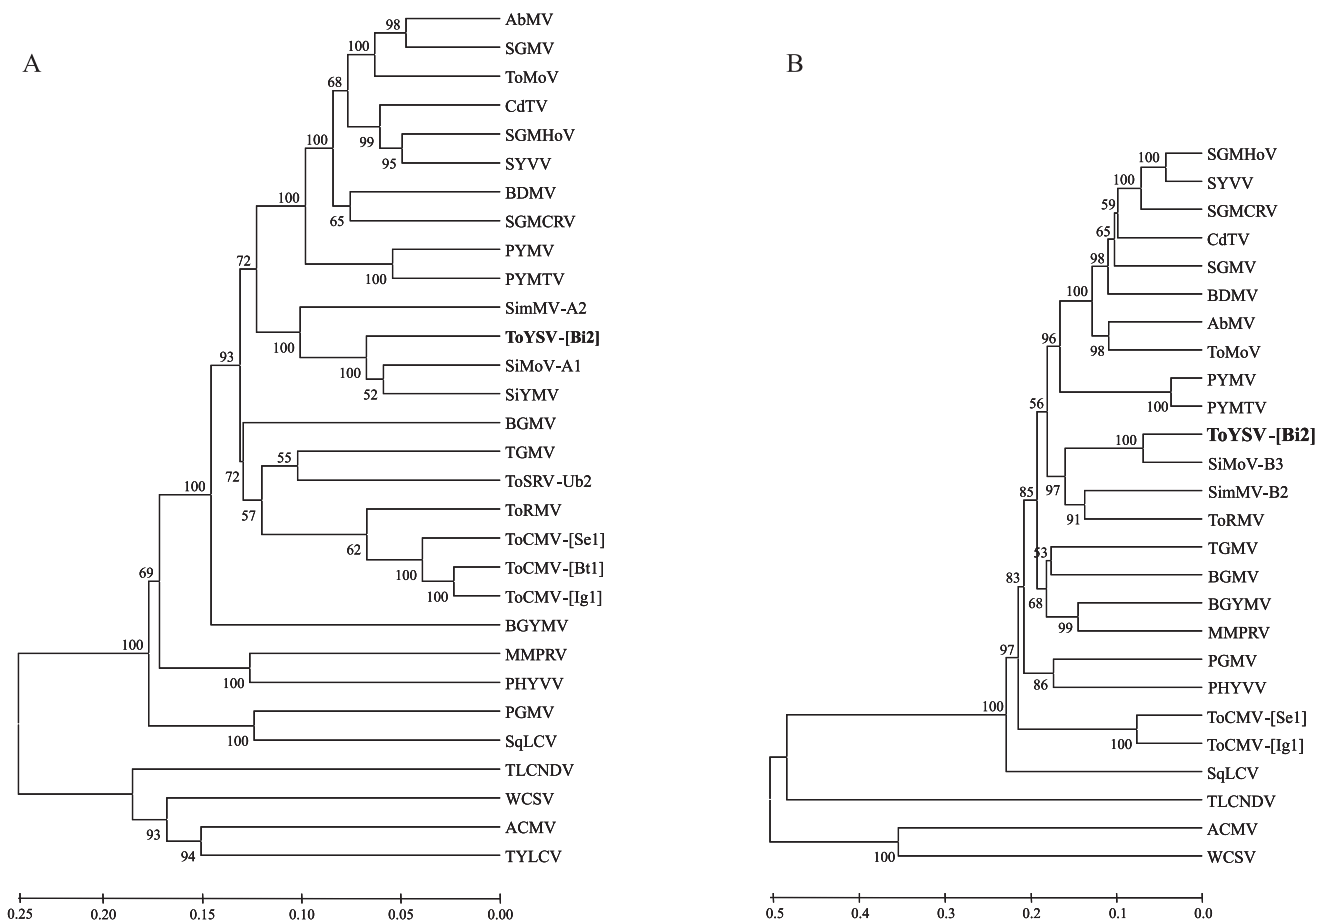 A
98
AbMV
SGMV
100
ToMoV
68
CdTV
99
SGMHoV
95
SYVV
100
BDMV
65
SGMCRV
100
PYMV
100
PYMTV
72
SimMV-A2
100
ToYSV-[Bi2]
100
SiMoV-A1
52
SiYMV
93
BGMV
72
55
TGMV
ToSRV-Ub2
57
ToRMV
62
ToCMV-[Se1]
100
ToCMV-[Bt1]
100
ToCMV-[Ig1]
100
BGYMV
69
MMPRV
100
PHYVV
100
PGMV
100
SqLCV
TLCNDV
WCSV
93
ACMV
94
TYLCV
0.25 0.20 0.15 0.10 0.05 0.00
B
100
SGMHoV
SYVV
100
SGMCRV
59
CdTV
65
SGMV
98
BDMV
100
AbMV
98
ToMoV
96
PYMV
100
PYMTV
56
100
ToYSV-[Bi2]
SiMoV-B3
97
SimMV-B2
91
ToRMV
85
53
TGMV
BGMV
83
68
BGYMV
99
MMPRV
97
PGMV
86
PHYVV
100
ToCMV-[Se1]
100
ToCMV-[Ig1]
SqLCV
TLCNDV
ACMV
100
WCSV
0.5 0.4 0.3 0.2 0.1 0.0